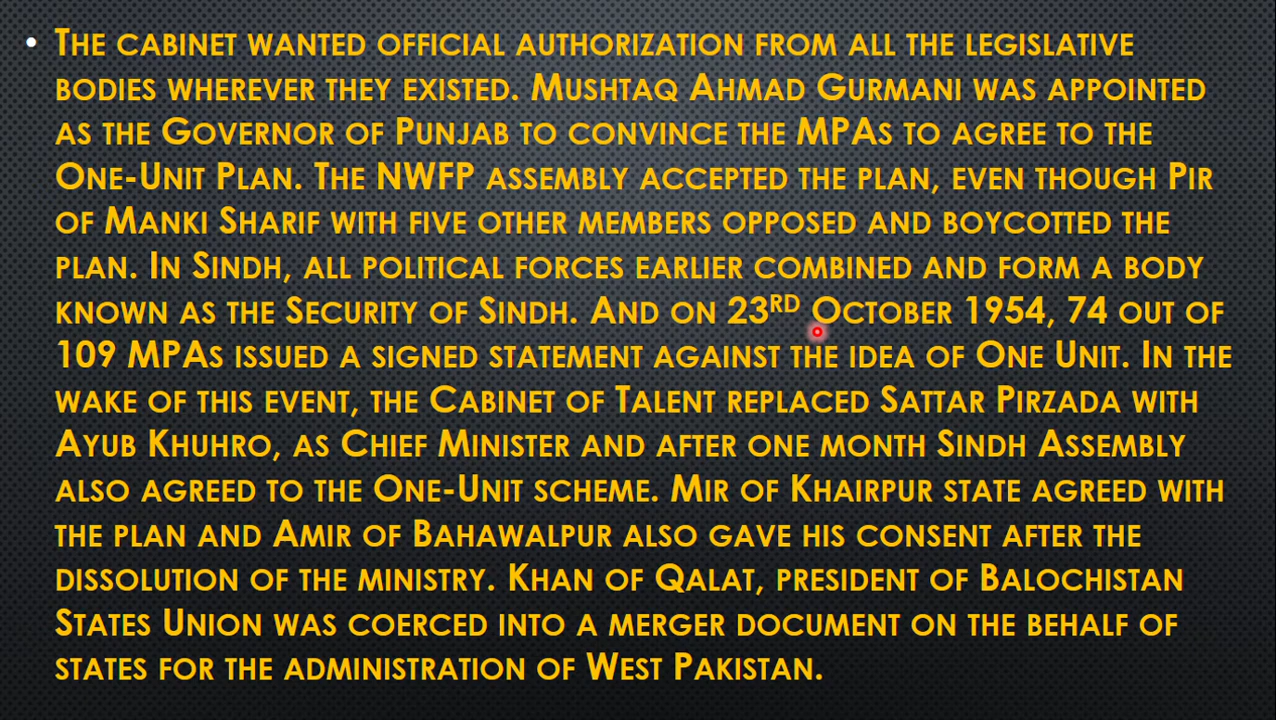 • The cabinet wanted official authorization from all the legislative
bodies wherever they existed. Mushtaq Ahmad Gurmani was appointed
as the Governor of Punjab to convince the MPAs to agree to the
One-Unit Plan. The NWFP assembly accepted the plan, even though Pir
of Manki Sharif with five other members opposed and boycotted the
plan. In Sindh, all political forces earlier combined and form a body
known as the Security of Sindh. And on 23rd October 1954, 74 out of
109 MPAs issued a signed statement against the idea of One Unit. In the
wake of this event, the Cabinet of Talent replaced Sattar Pirzada with
Ayub Khuhro, as Chief Minister and after one month Sindh Assembly
also agreed to the One-Unit scheme. Mir of Khairpur state agreed with
the plan and Amir of Bahawalpur also gave his consent after the
dissolution of the ministry. Khan of Qalat, president of Balochistan
States Union was coerced into a merger document on the behalf of
states for the administration of West Pakistan.